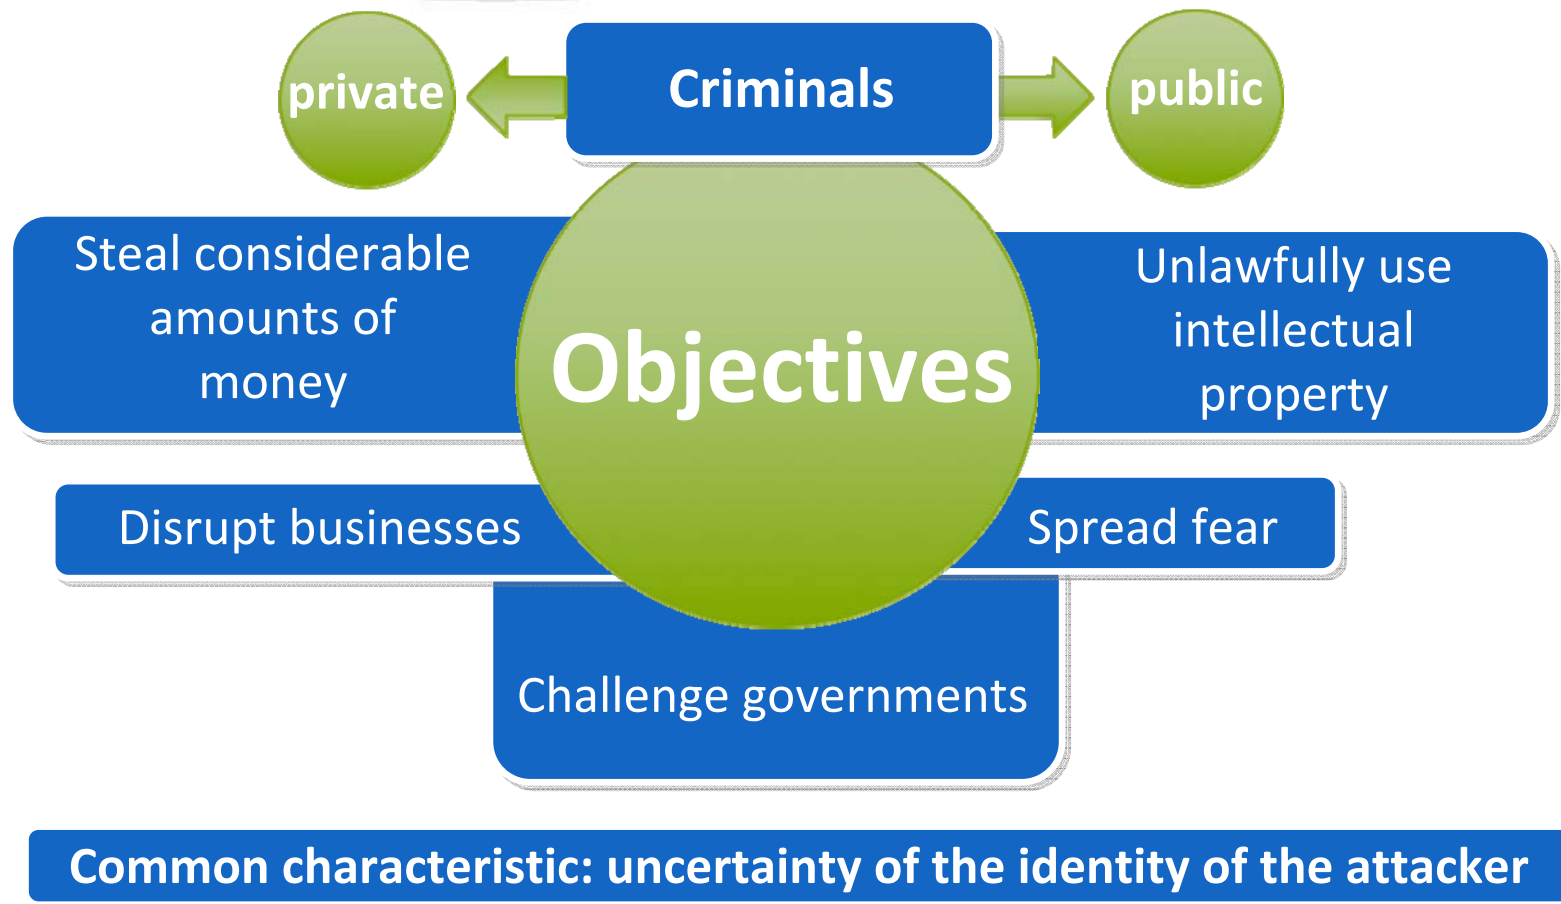 private
Criminals
public
Steal considerable
amounts of
money
Unlawfully use
intellectual
property
Objectives
Disrupt businesses
Spread fear
Challenge governments
Common characteristic: uncertainty of the identity of the attacker